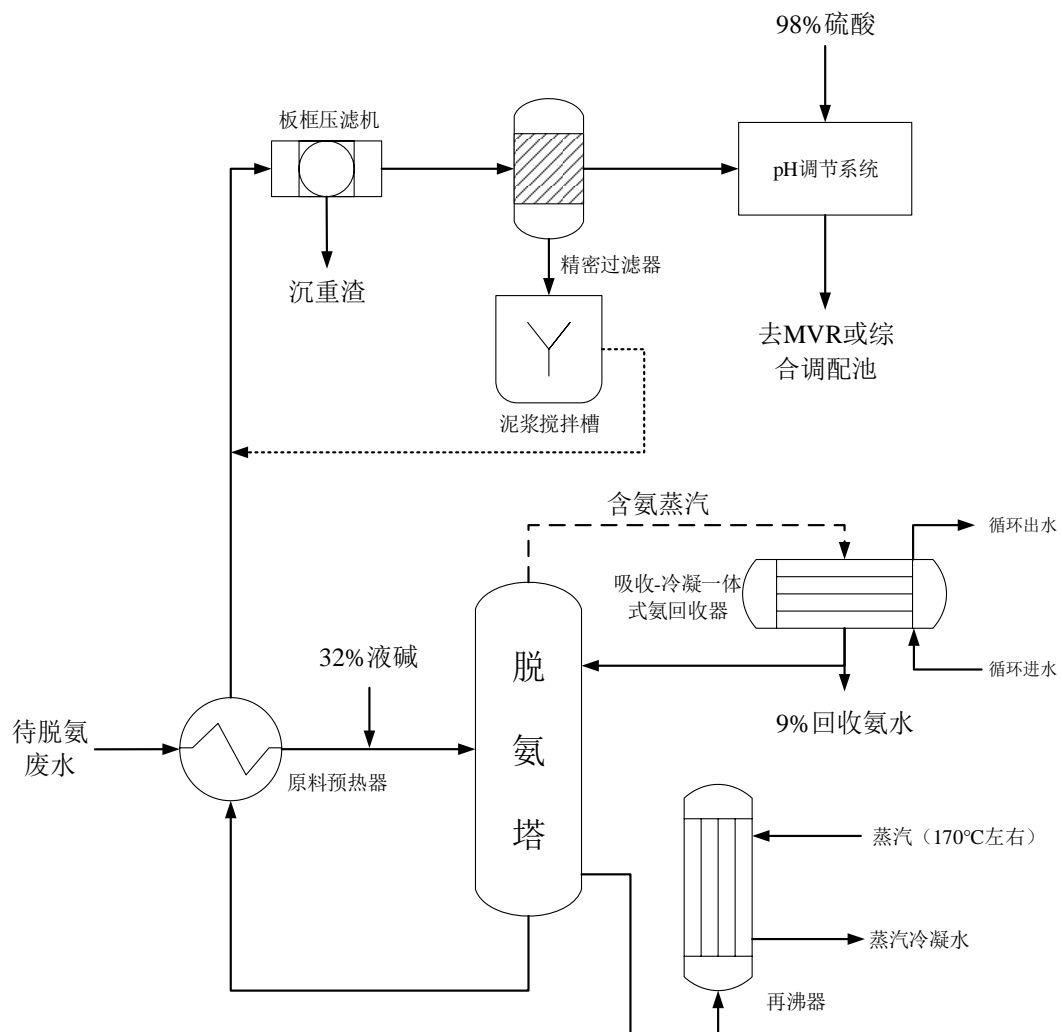 98%硫酸
板框压滤机
pH调节系统
精密过滤器
沉重渣
去MVR或综
合调配池
泥浆搅拌槽
含氨蒸汽
循环出水
吸收-冷凝一体
式氨回收器
32%液碱
脱
氨
塔
循环进水
9%回收氨水
待脱氨
废水
原料预热器
蒸汽（170℃左右）
蒸汽冷凝水
再沸器